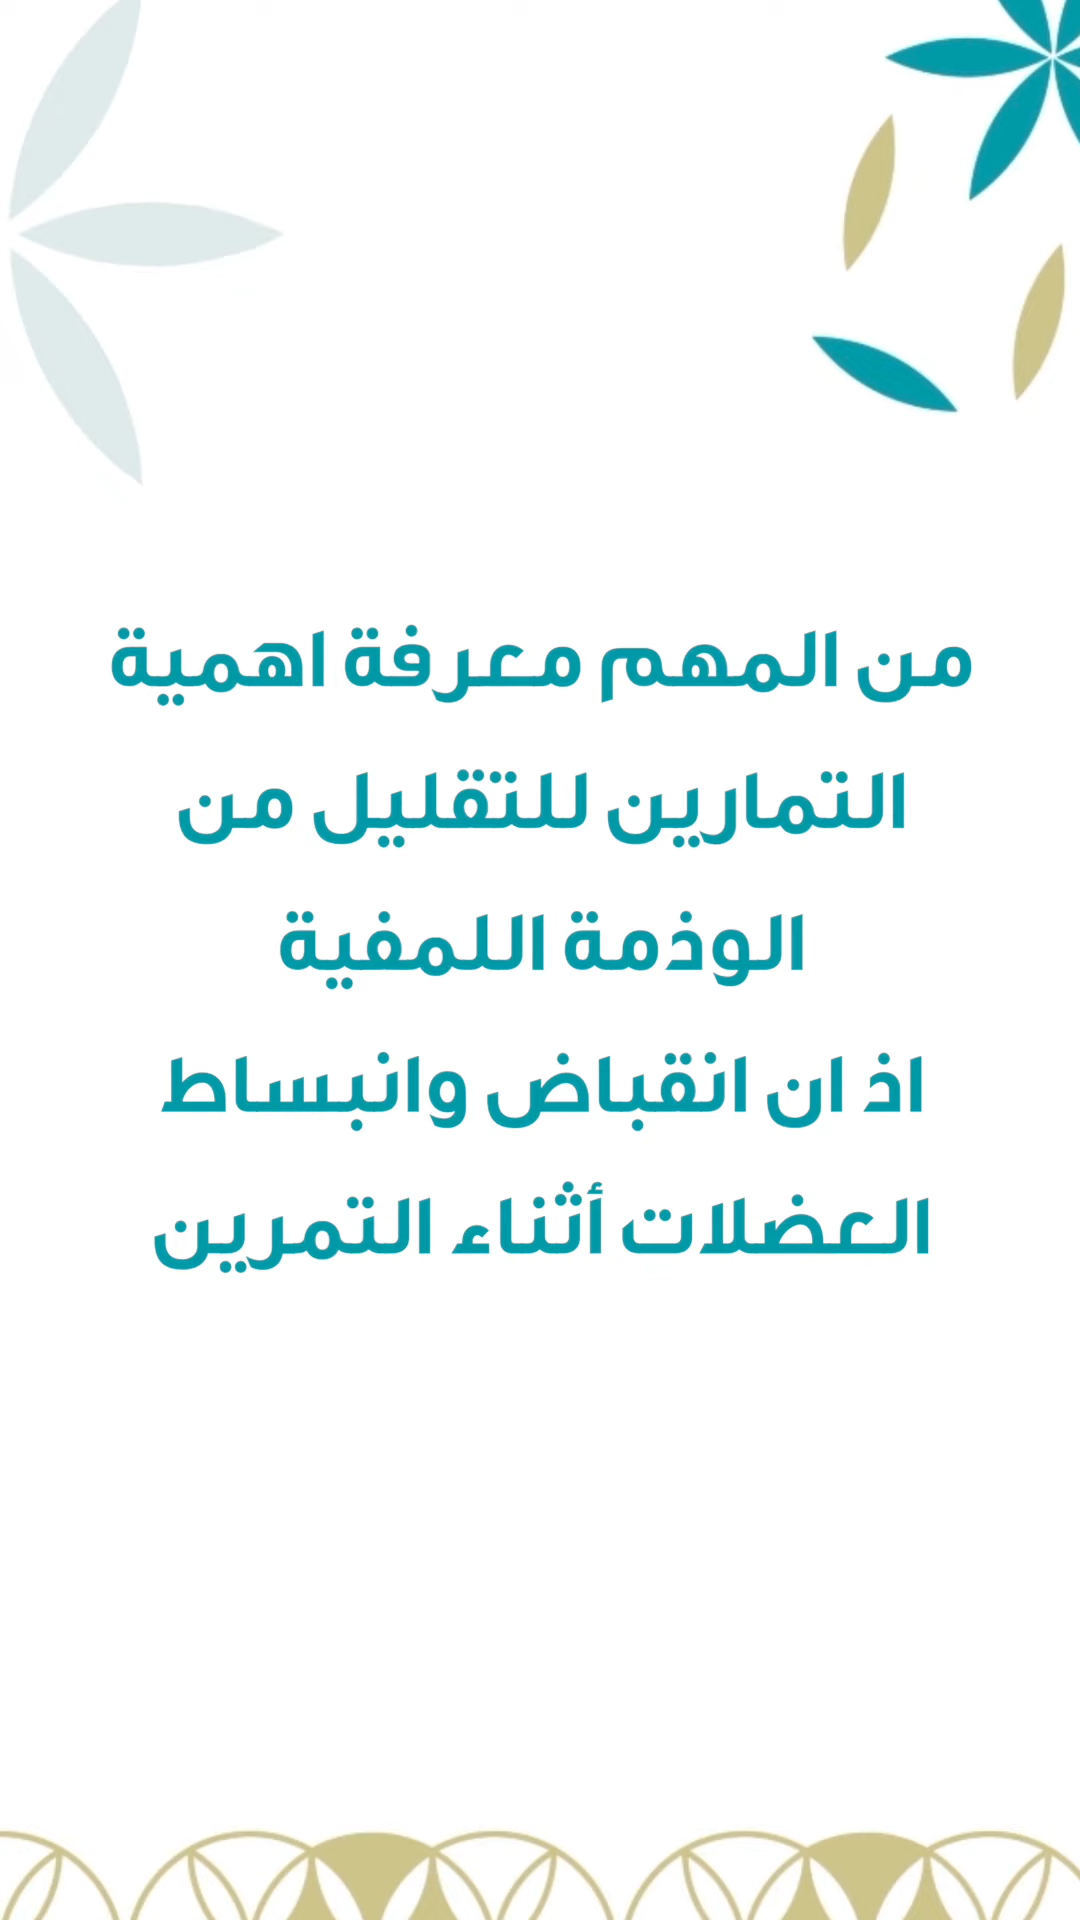 من المهم معرفة اهمية
التمارين للتقليل من
الوذمة اللمفية
اذ ان انقباض وانبساط
العضلات أثناء التمرين